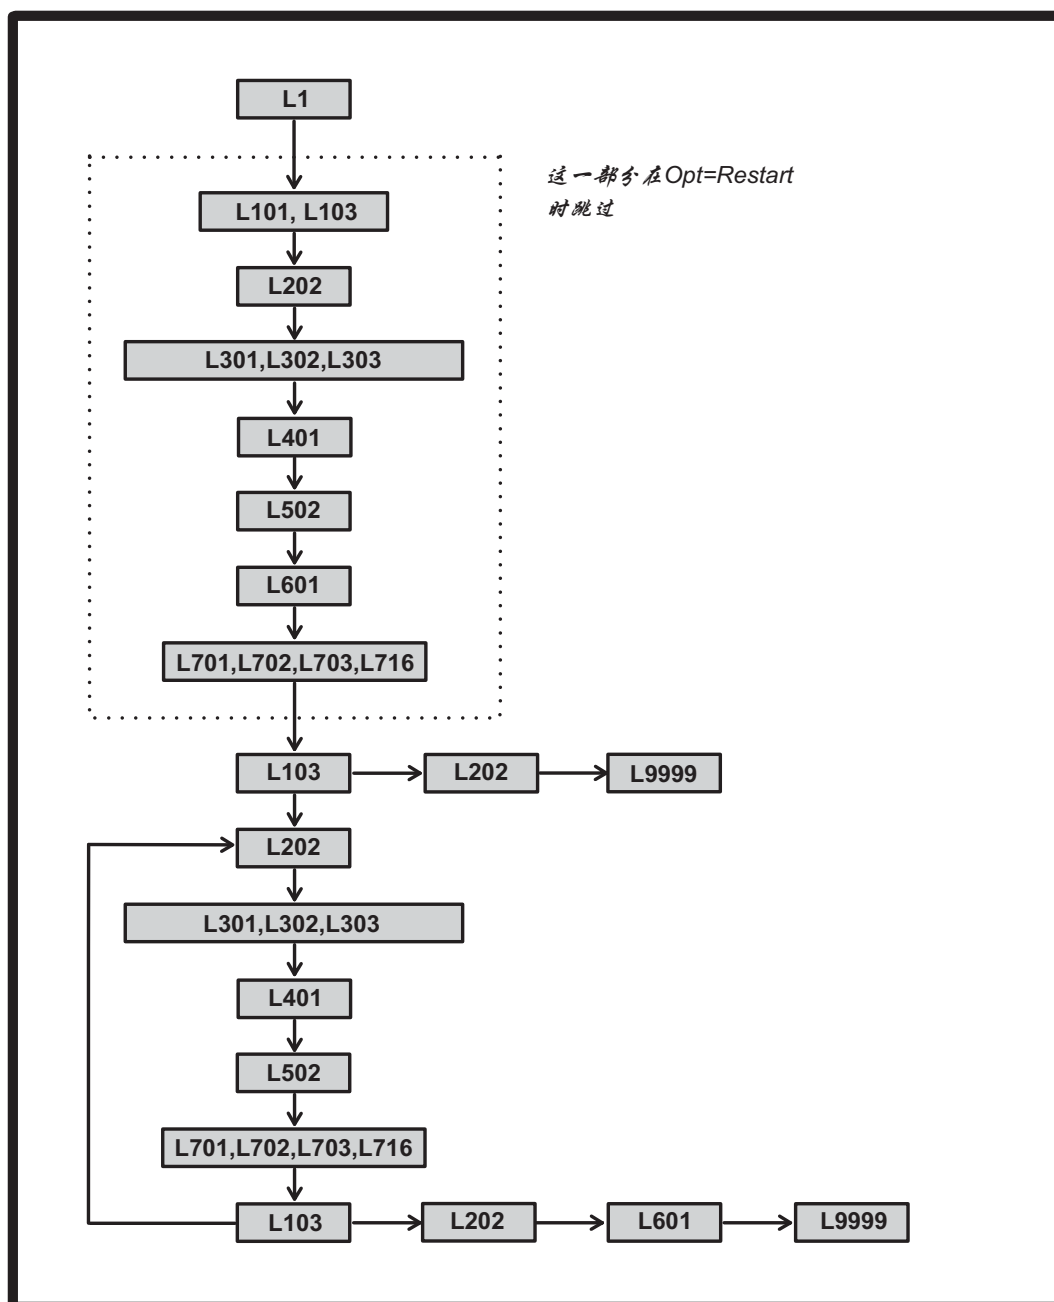 L1
这一部分在Opt=Restart
时跳过
L101, L103
L202
L301,L302,L303
L401
L502
L601
L701,L702,L703,L716
L103
L202
L9999
L202
L301,L302,L303
L401
L502
L701,L702,L703,L716
L103
L202
L601
L9999